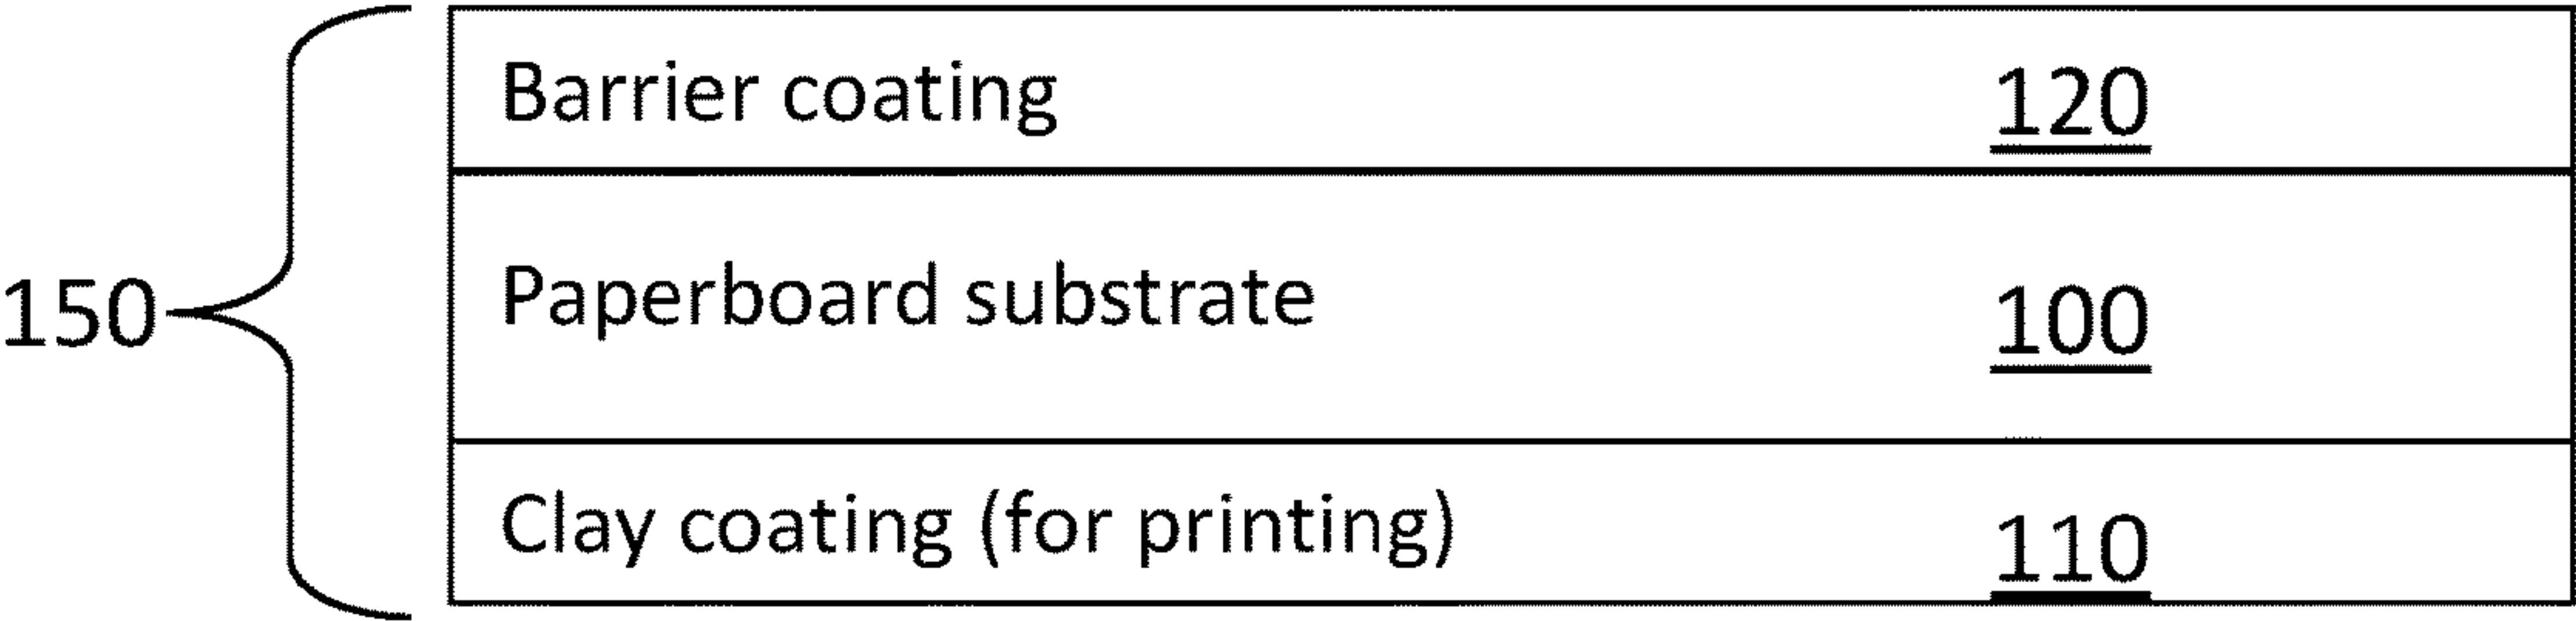 Barrier coating 120
150
Paperboard substrate 100
Clay coating (for printing) 110